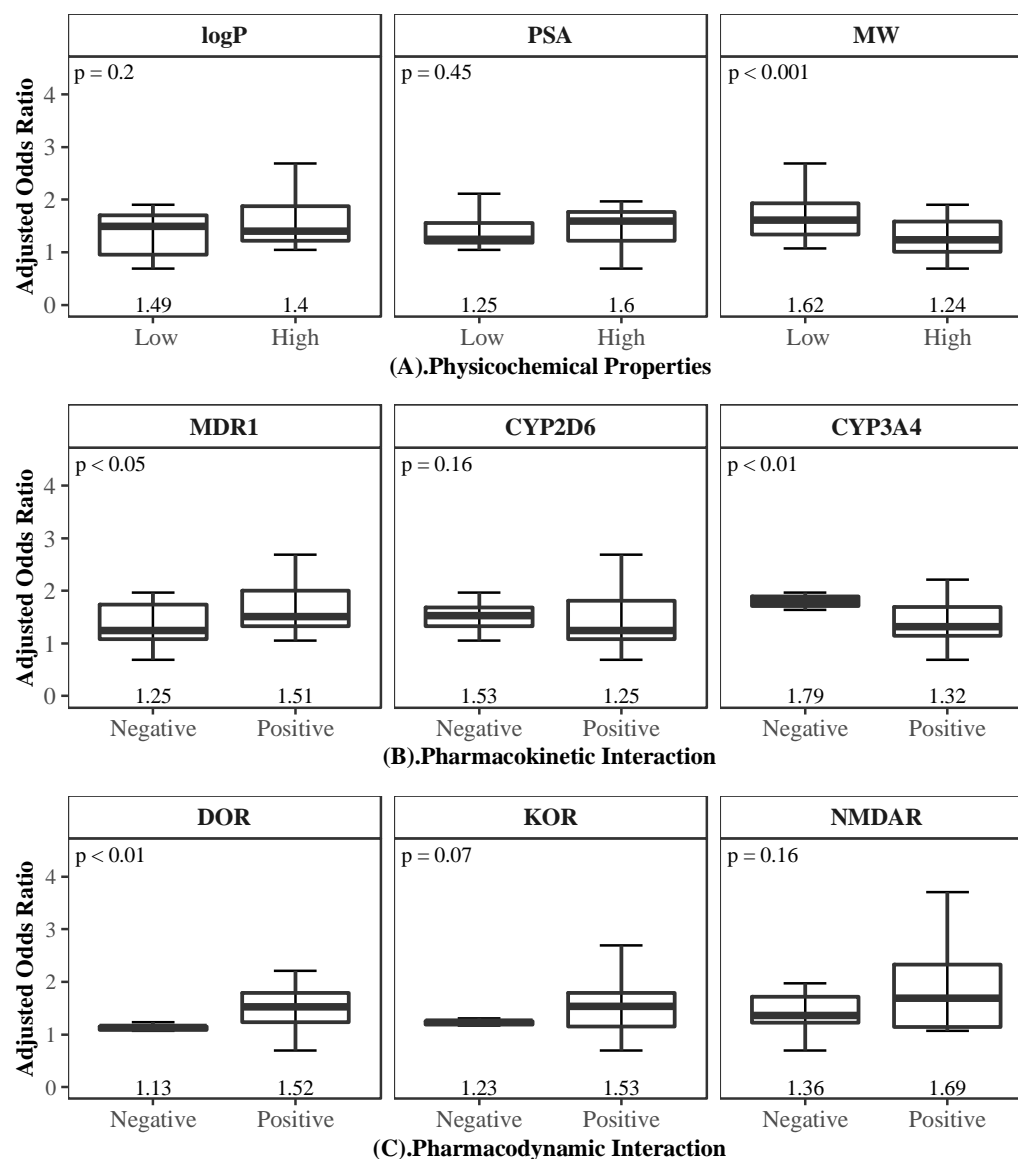 logP PSA MW
p = 0.2 p = 0.45 p < 0.001
Adjusted Odds Ratio
4
3
2
1
0
1.49 1.4 1.25 1.6 1.62 1.24
Low High Low High Low High
(A).Physicochemical Properties
MDR1 CYP2D6 CYP3A4
p < 0.05 p = 0.16 p < 0.01
Adjusted Odds Ratio
4
3
2
1
0
1.25 1.51 1.53 1.25 1.79 1.32
Negative Positive Negative Positive Negative Positive
(B).Pharmacokinetic Interaction
DOR KOR NMDAR
p < 0.01 p = 0.07 p = 0.16
Adjusted Odds Ratio
4
3
2
1
0
1.13 1.52 1.23 1.53 1.36 1.69
Negative Positive Negative Positive Negative Positive
(C).Pharmacodynamic Interaction